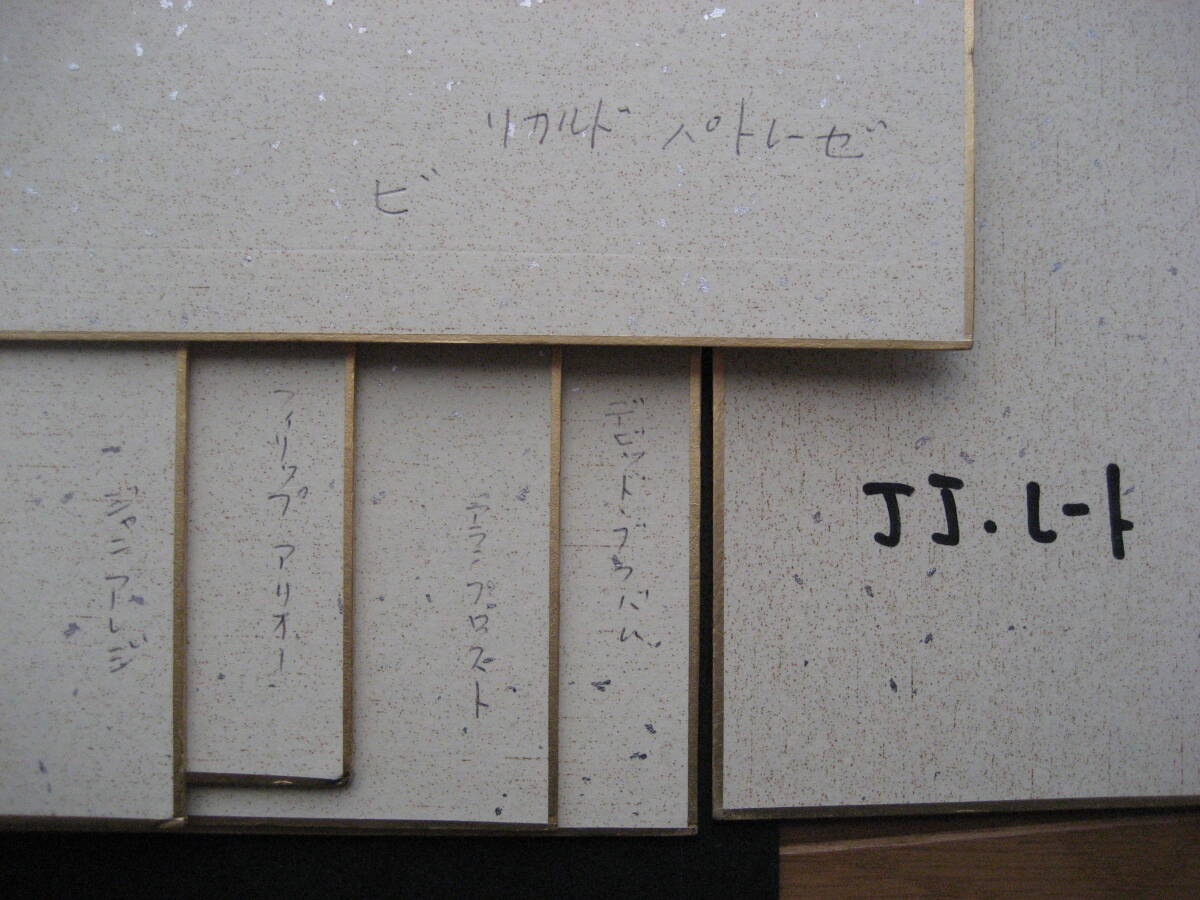 リカルド パトレーゼ
ビ
ジャン アレジ
フィリップ アリオー
アラン・プロスト
デビット・ブラバム
JJ.レート